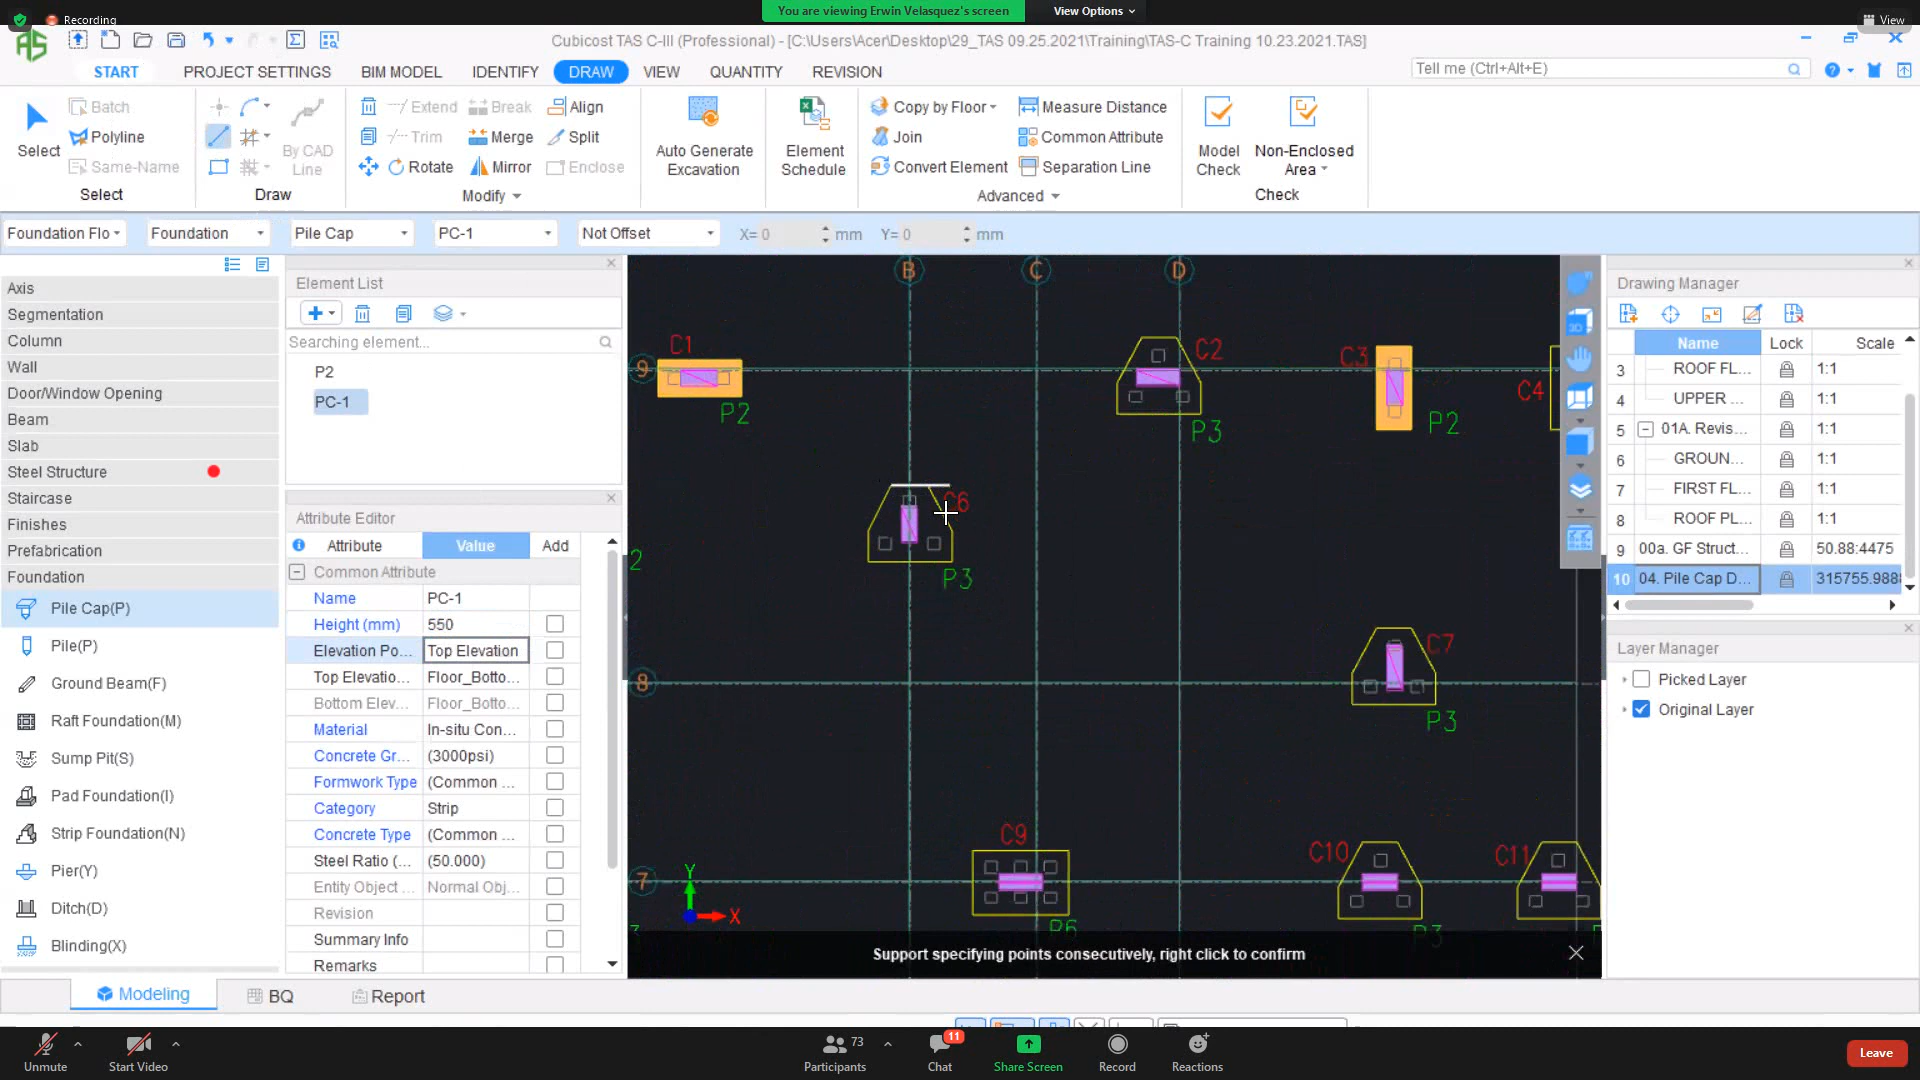 Recording
You are viewing Erwin Velasquez's screen
View Options
View
Cubicost TAS C-III (Professional) - [C:\Users\Acer\Desktop\29_TAS 09.25.2021\Training\TAS-C Training 10.23.2021.TAS]
START
PROJECT SETTINGS
BIM MODEL
IDENTIFY
DRAW
VIEW
QUANTITY
REVISION
Tell me (Ctrl+Alt+E)
Select
Batch
Polyline
Same-Name
Select
By CAD
Line
Draw
Extend
Break
Align
Trim
Merge
Split
Rotate
Mirror
Enclose
Modify
Auto Generate
Excavation
Element
Schedule
Copy by Floor
Measure Distance
Join
Common Attribute
Convert Element
Separation Line
Advanced
Model
Check
Non-Enclosed
Area
Check
Foundation Flo
Foundation
Pile Cap
PC-1
Not Offset
X= 0
mm
Y= 0
mm
Axis
Segmentation
Column
Wall
Door/Window Opening
Beam
Slab
Steel Structure
Staircase
Finishes
Prefabrication
Foundation
Pile Cap(P)
Pile(P)
Ground Beam(F)
Raft Foundation(M)
Sump Pit(S)
Pad Foundation(I)
Strip Foundation(N)
Pier(Y)
Ditch(D)
Blinding(X)
Element List
Searching element...
P2
PC-1
Attribute Editor
Attribute
Value
Add
Common Attribute
Name
PC-1
Height (mm)
550
Elevation Po...
Top Elevation
Top Elevatio...
Floor_Botto...
Bottom Elev...
Floor_Botto...
Material
In-situ Con...
Concrete Gr...
(3000psi)
Formwork Type
(Common ...
Category
Strip
Concrete Type
(Common ...
Steel Ratio (...
(50.000)
Entity Object ...
Normal Obj...
Revision
Summary Info
Remarks
B
C
D
C1
9
P2
C2
P3
C3
P2
C4
C6
P3
2
C7
P3
8
C9
P6
7
C10
P3
C11
Y
X
Support specifying points consecutively, right click to confirm
3D
Drawing Manager
Name
Lock
Scale
3
ROOF FL...
1:1
4
UPPER ...
1:1
5
01A. Revis...
1:1
6
GROUN...
1:1
7
FIRST FL...
1:1
8
ROOF PL...
1:1
9
00a. GF Struct...
50.88:4475
10
04. Pile Cap D...
315755.988
Layer Manager
Picked Layer
Original Layer
Modeling
BQ
Report
Unmute
Start Video
73
Participants
11
Chat
Share Screen
Record
Reactions
Leave